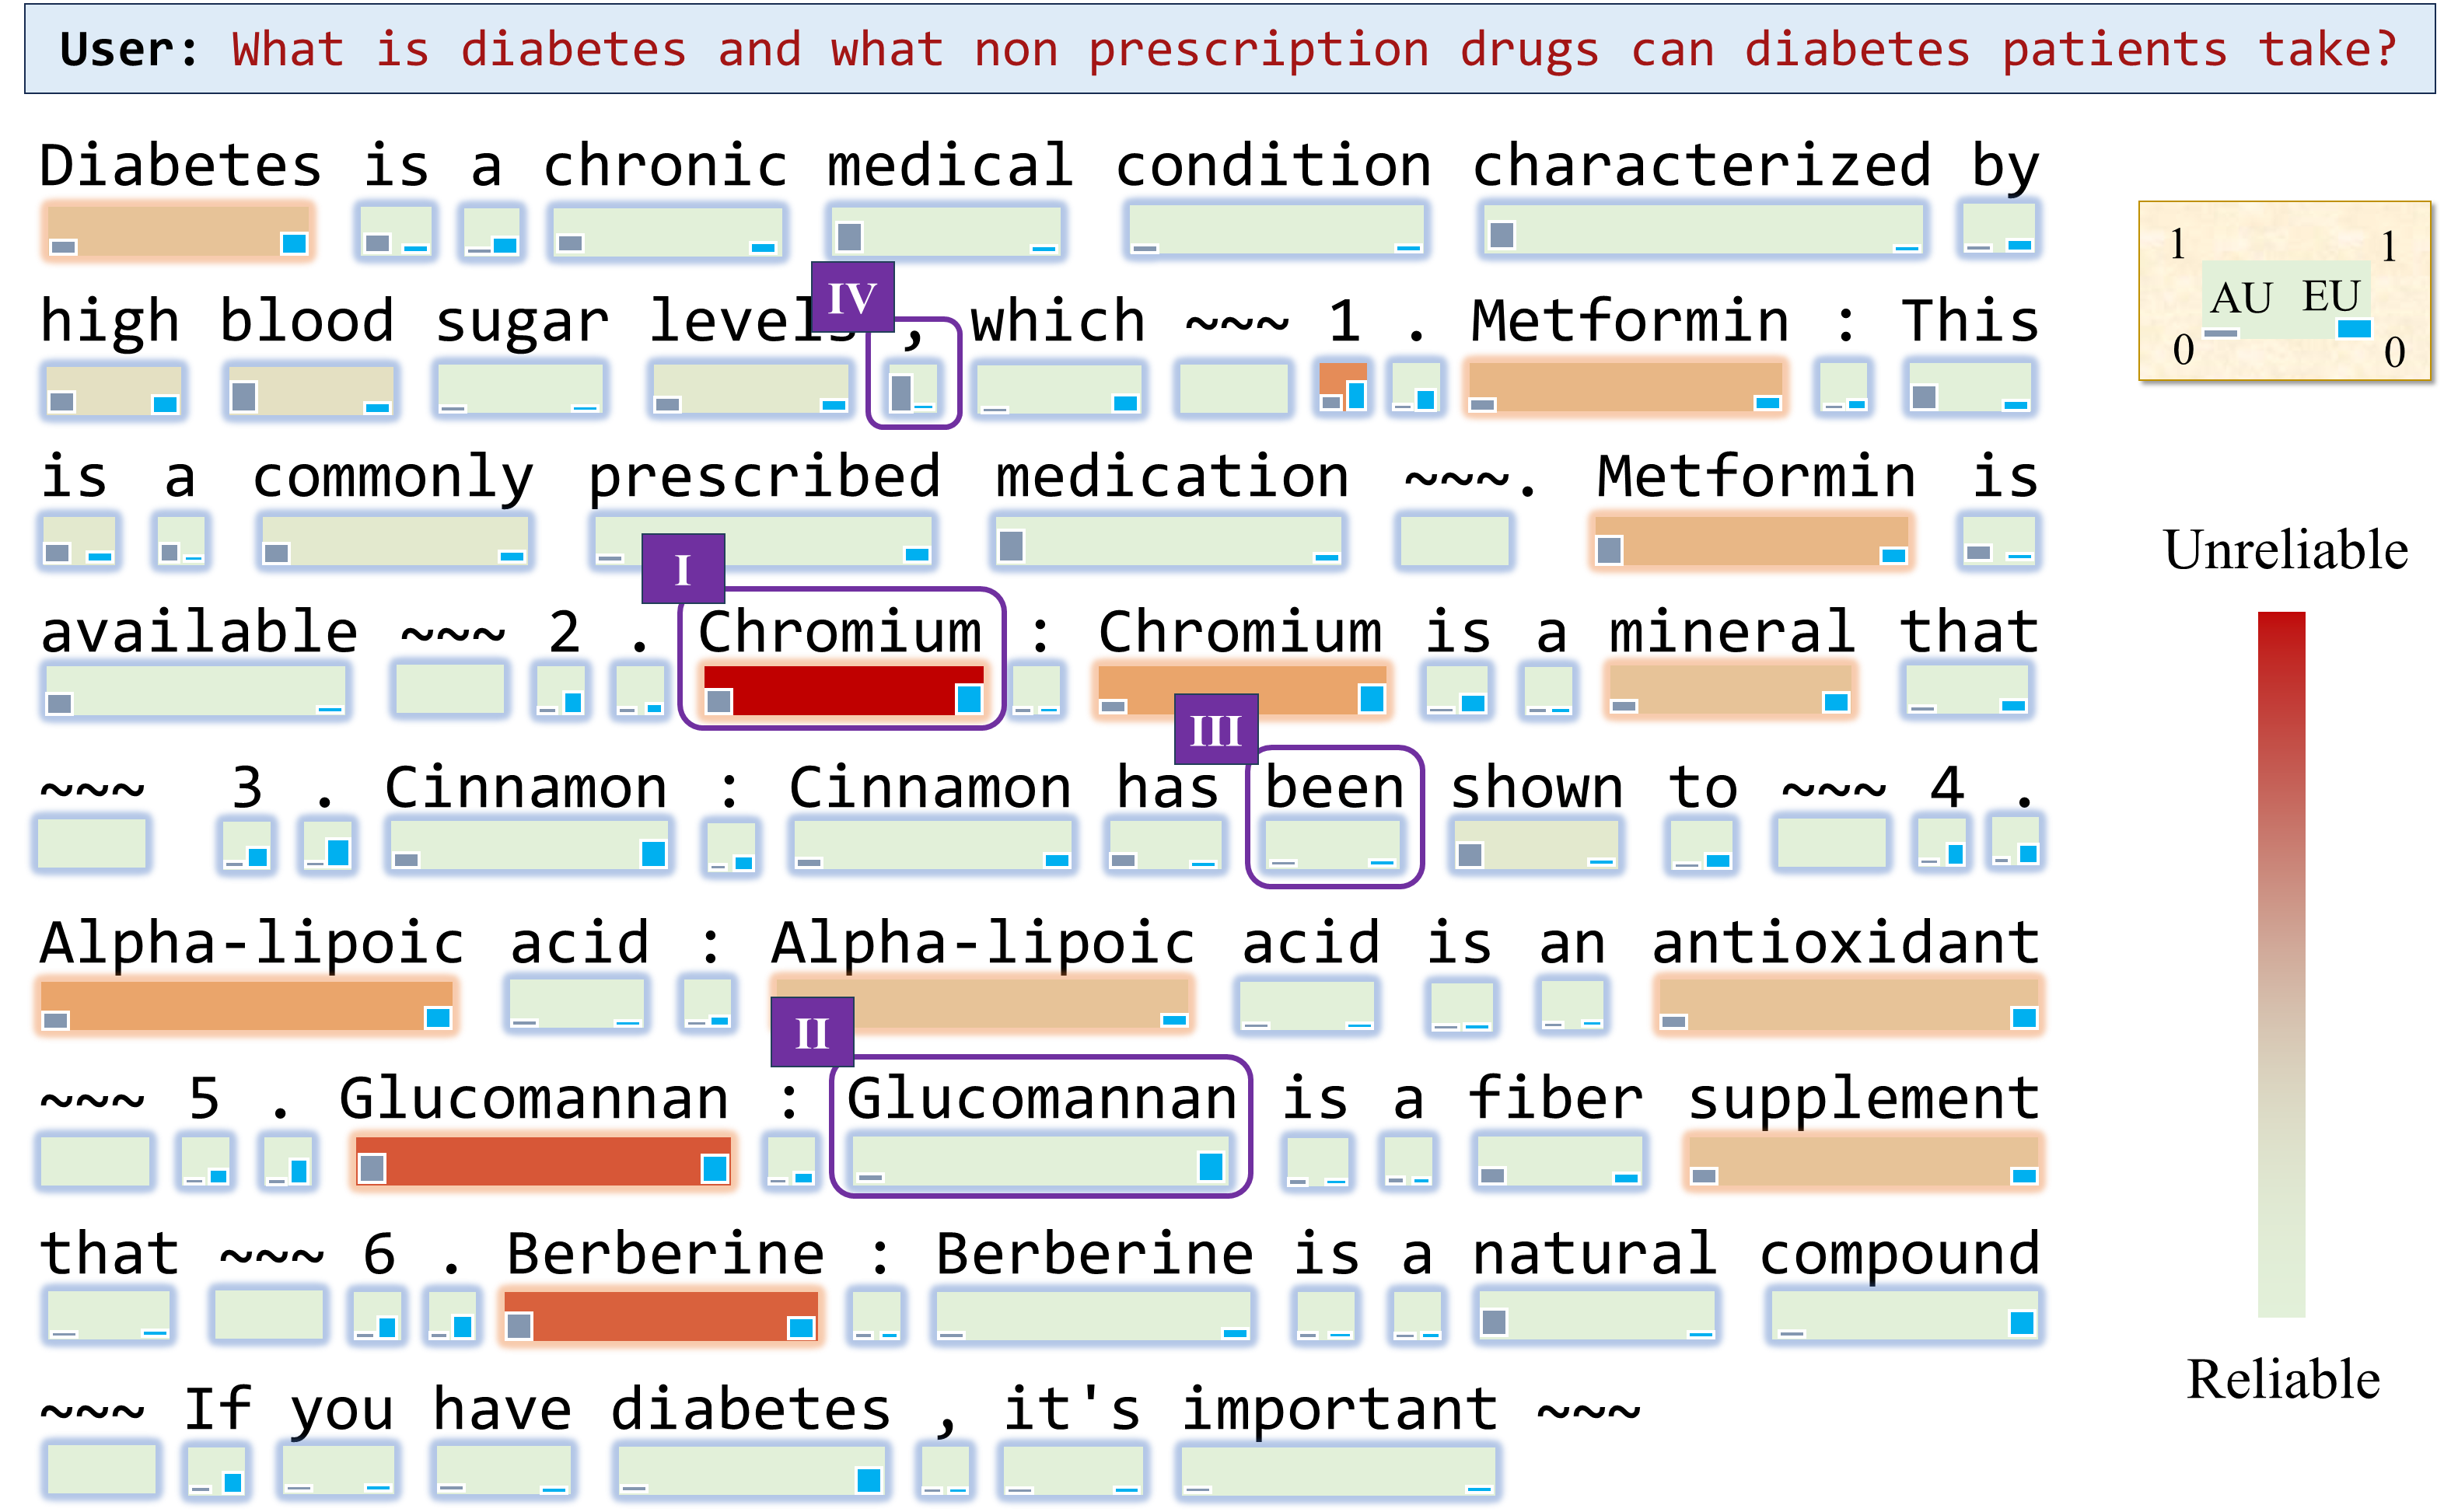 User: What is diabetes and what non prescription drugs can diabetes patients take?
Diabetes is a chronic medical condition characterized by
IV
high blood sugar levels , which ~~~ 1 . Metformin : This
is a commonly prescribed medication ~~~. Metformin is
I
available ~~~ 2 . Chromium : Chromium is a mineral that
III
~~~ 3 . Cinnamon : Cinnamon has been shown to ~~~ 4 .
Alpha-lipoic acid : Alpha-lipoic acid is an antioxidant
II
~~~ 5 . Glucomannan : Glucomannan is a fiber supplement
that ~~~ 6 . Berberine : Berberine is a natural compound
~~~ If you have diabetes , it's important ~~~
1 1
AU EU
0 0
Unreliable
Reliable